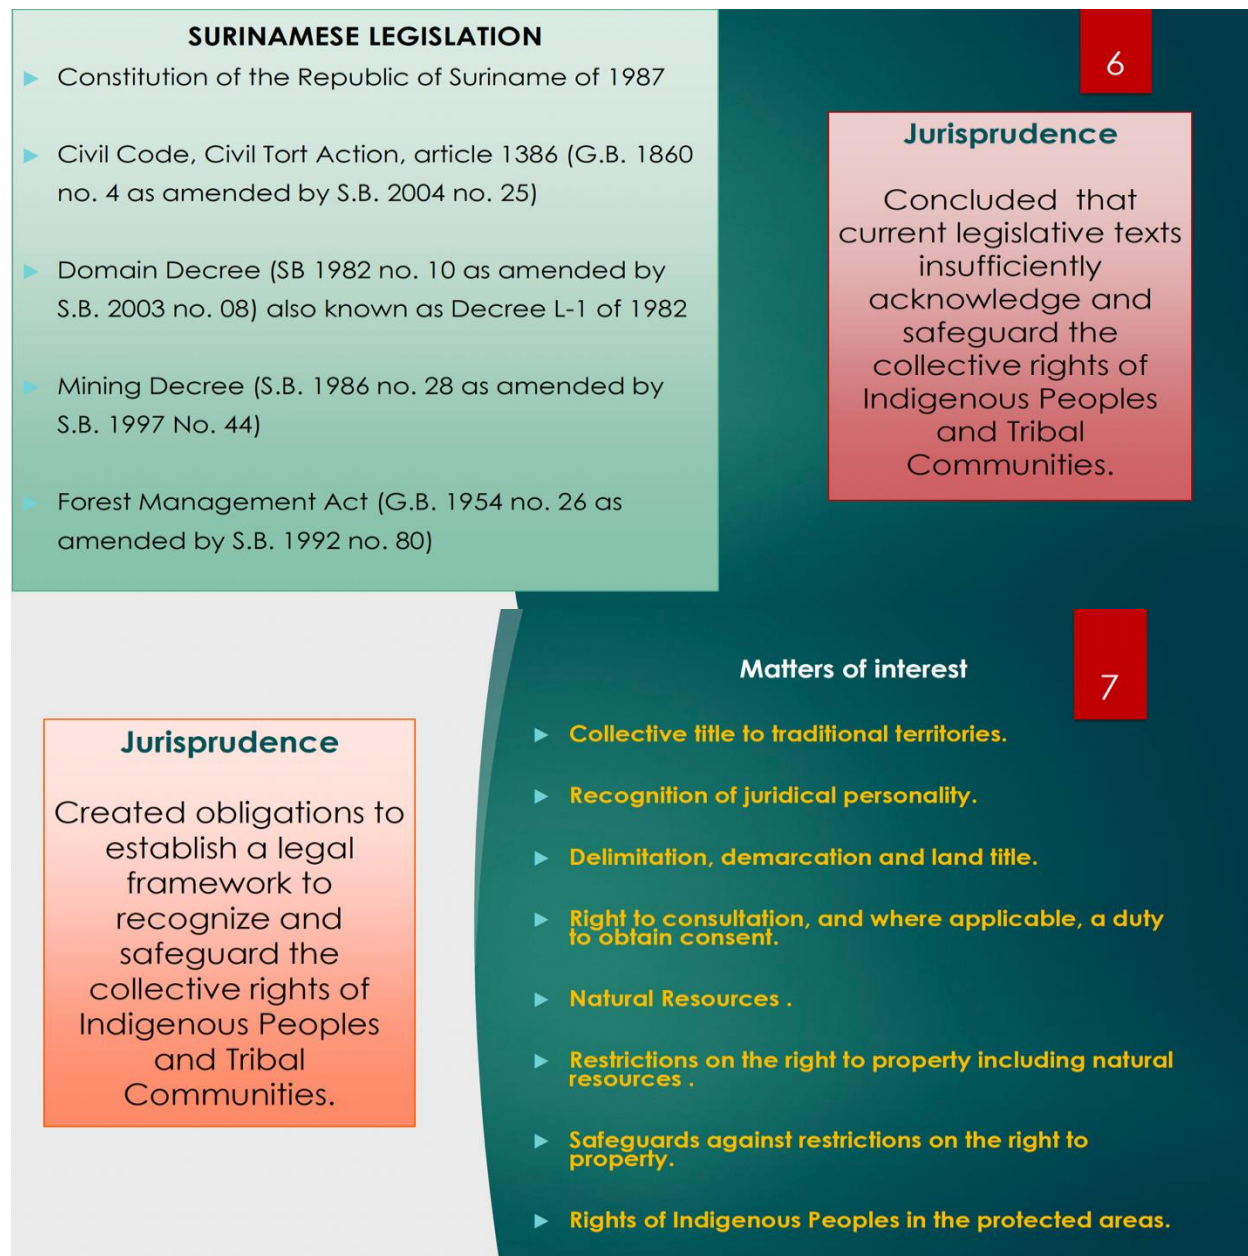 SURINAMESE LEGISLATION
Constitution of the Republic of Suriname of 1987
Civil Code, Civil Tort Action, article 1386 (G.B. 1860
no. 4 as amended by S.B. 2004 no. 25)
Domain Decree (SB 1982 no. 10 as amended by
S.B. 2003 no. 08) also known as Decree L-1 of 1982
Mining Decree (S.B. 1986 no. 28 as amended by
S.B. 1997 No. 44)
Forest Management Act (G.B. 1954 no. 26 as
amended by S.B. 1992 no. 80)
6
Jurisprudence
Concluded that
current legislative texts
insufficiently
acknowledge and
safeguard the
collective rights of
Indigenous Peoples
and Tribal
Communities.
Jurisprudence
Created obligations to
establish a legal
framework to
recognize and
safeguard the
collective rights of
Indigenous Peoples
and Tribal
Communities.
Matters of interest
7
Collective title to traditional territories.
Recognition of juridical personality.
Delimitation, demarcation and land title.
Right to consultation, and where applicable, a duty
to obtain consent.
Natural Resources .
Restrictions on the right to property including natural
resources .
Safeguards against restrictions on the right to
property.
Rights of Indigenous Peoples in the protected areas.